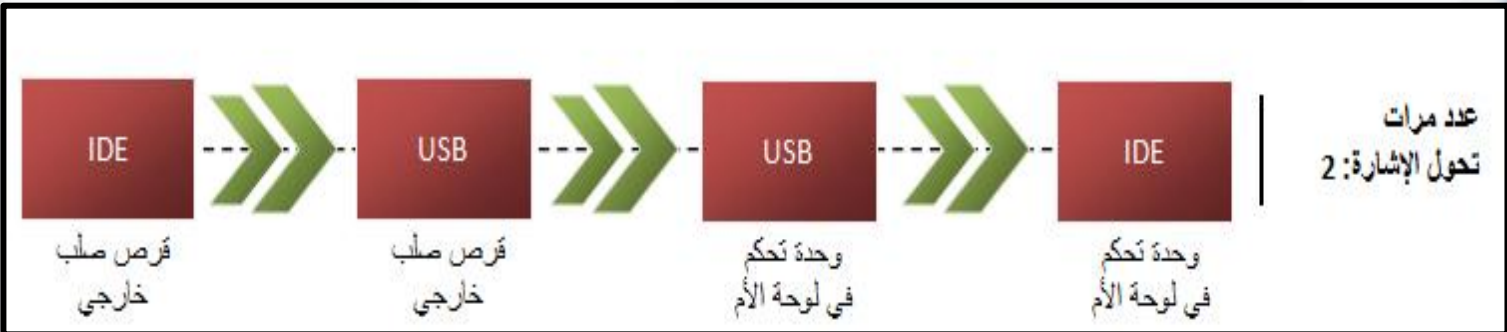 IDE
USB
USB
IDE
قرص صلب
خارجي
قرص صلب
خارجي
وحدة تحكم
في لوحة الأم
وحدة تحكم
في لوحة الأم
عدد مرات
تحول الإشارة: 2